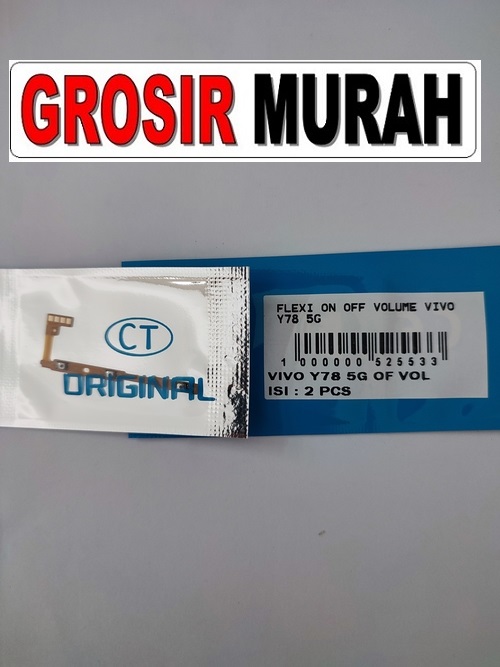 GROSIR MURAH
CT
ORIGINAL
FLEXI ON OFF VOLUME VIVO
Y78 5G
1 000000 525533
VIVO Y78 5G OF VOL
ISI : 2 PCS